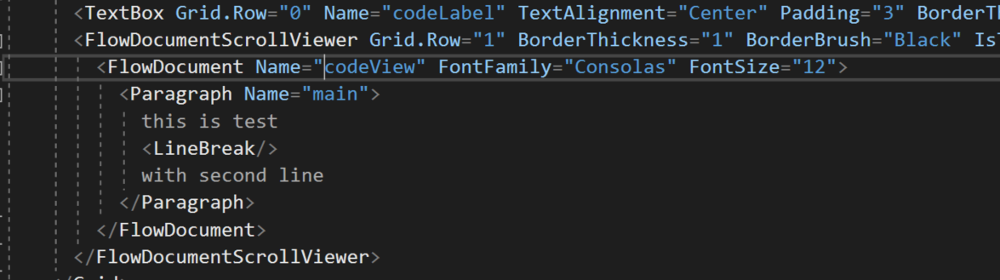 <TextBox Grid.Row="0" Name="codeLabel" TextAlignment="Center" Padding="3" BorderTh
<FlowDocumentScrollViewer Grid.Row="1" BorderThickness="1" BorderBrush="Black" IsT
<FlowDocument Name="codeView" FontFamily="Consolas" FontSize="12">
<Paragraph Name="main">
this is test
<LineBreak/>
with second line
</Paragraph>
</FlowDocument>
</FlowDocumentScrollViewer>